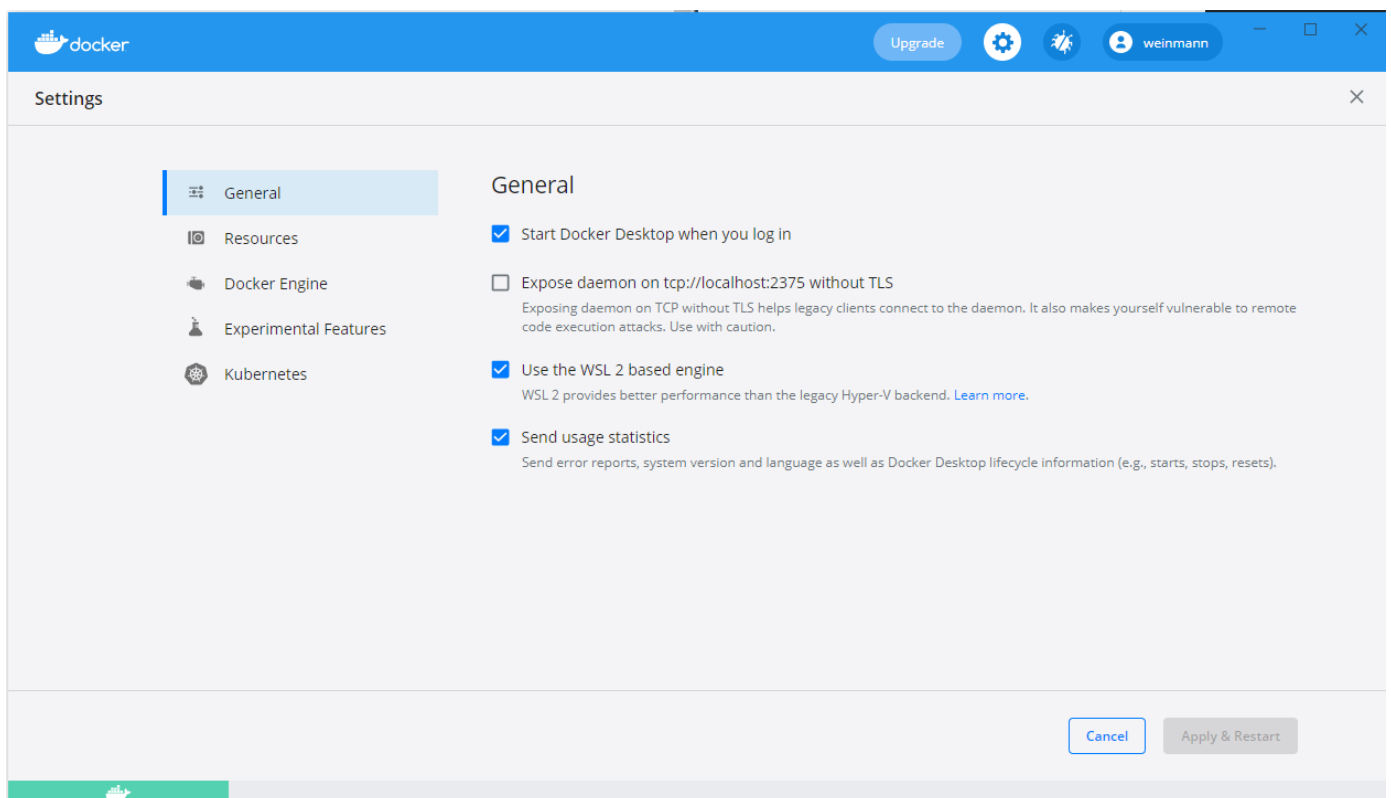 docker
Upgrade
weinmann
Settings
General
Resources
Docker Engine
Experimental Features
Kubernetes
General
Start Docker Desktop when you log in
Expose daemon on tcp://localhost:2375 without TLS
Exposing daemon on TCP without TLS helps legacy clients connect to the daemon. It also makes yourself vulnerable to remote
code execution attacks. Use with caution.
Use the WSL 2 based engine
WSL 2 provides better performance than the legacy Hyper-V backend. Learn more.
Send usage statistics
Send error reports, system version and language as well as Docker Desktop lifecycle information (e.g., starts, stops, resets).
Cancel
Apply & Restart